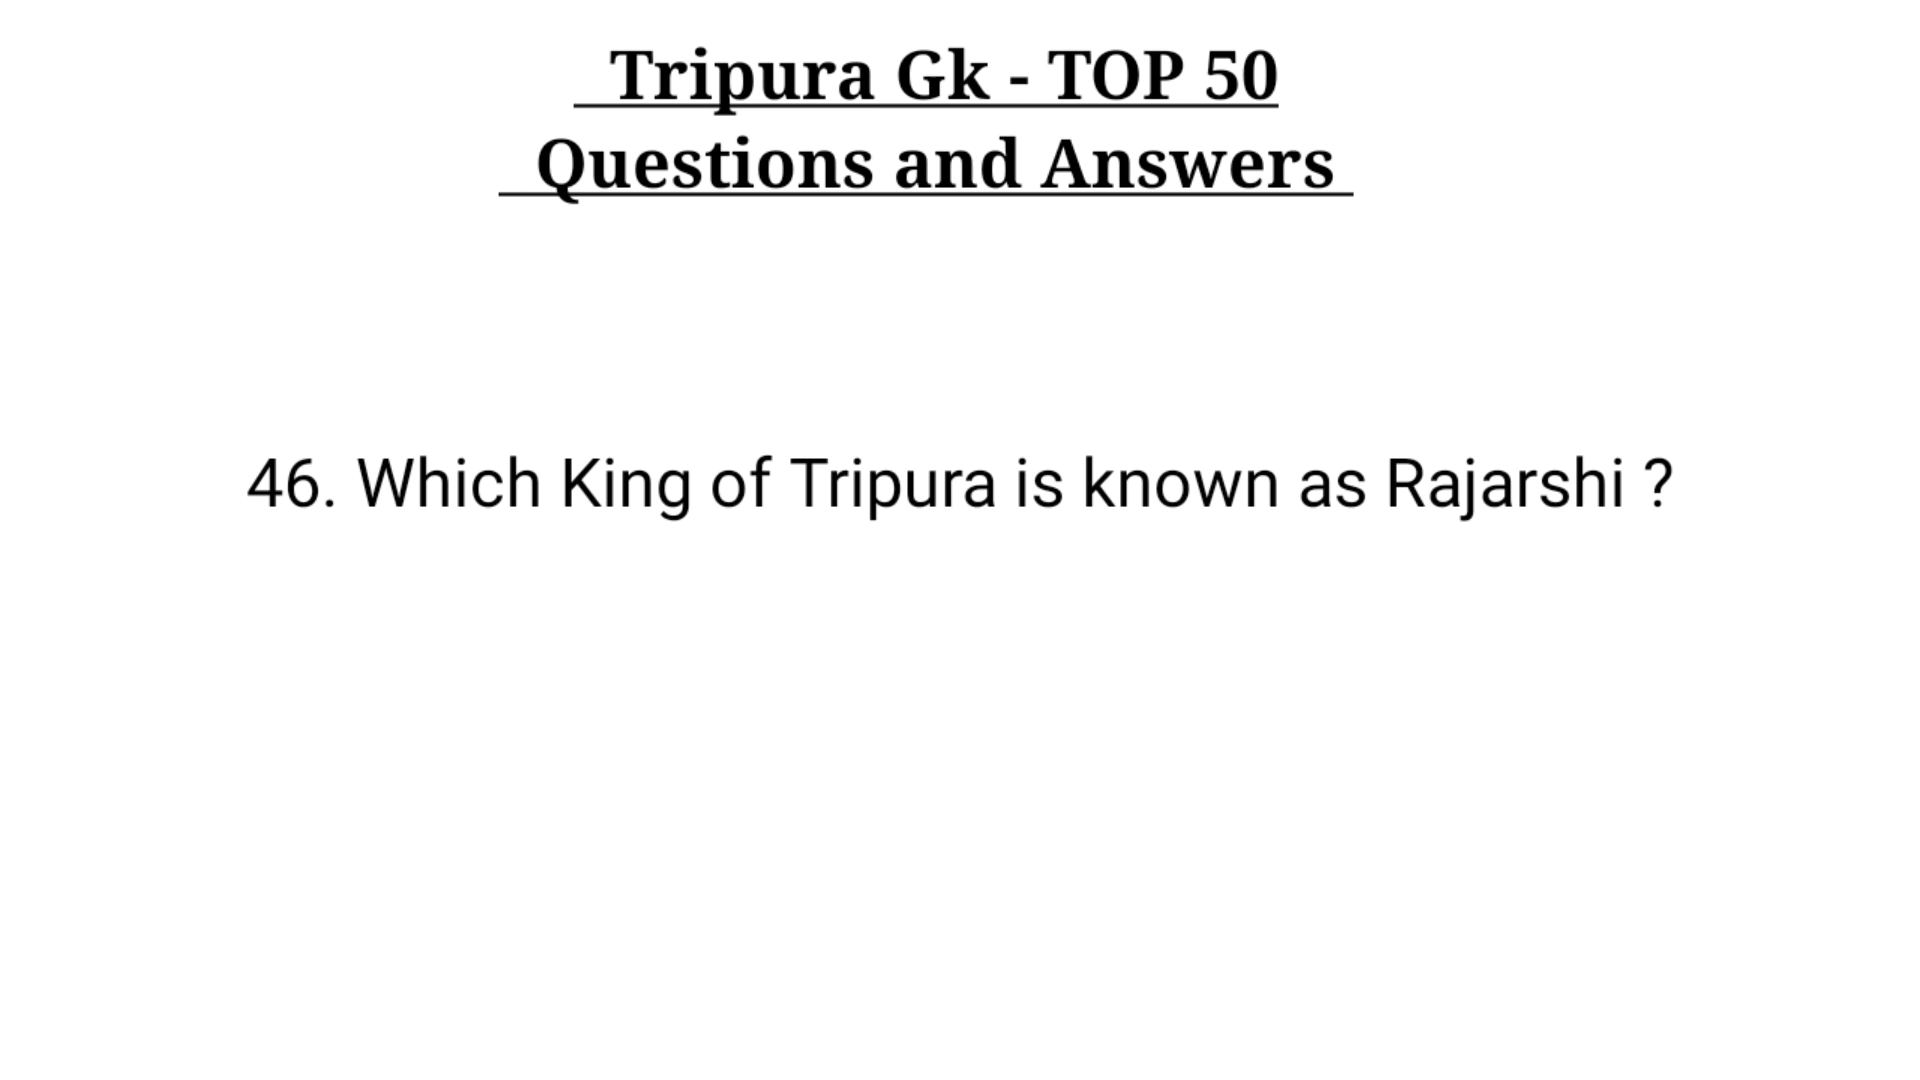 Tripura Gk - TOP 50
Questions and Answers
46. Which King of Tripura is known as Rajarshi ?